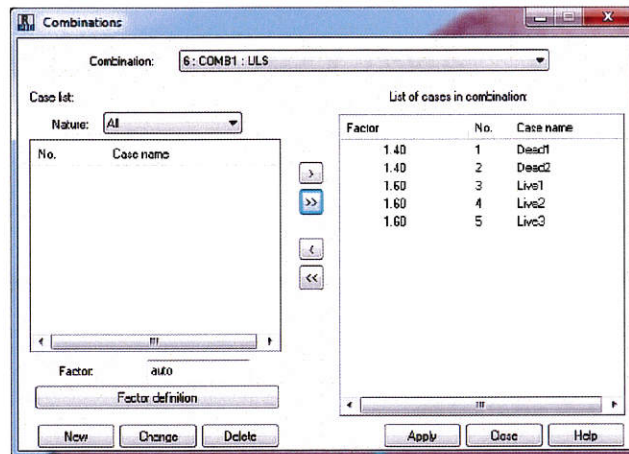 Combinations
Combination: 6 : COMB1 : ULS
Case list:
Nature: All
No. Case name
>
>>
<
<<
Factor: auto
Factor definition
New Change Delete
List of cases in combination:
Factor No. Case name
1.40 1 Dead1
1.40 2 Dead2
1.60 3 Live1
1.60 4 Live2
1.60 5 Live3
Apply Close Help